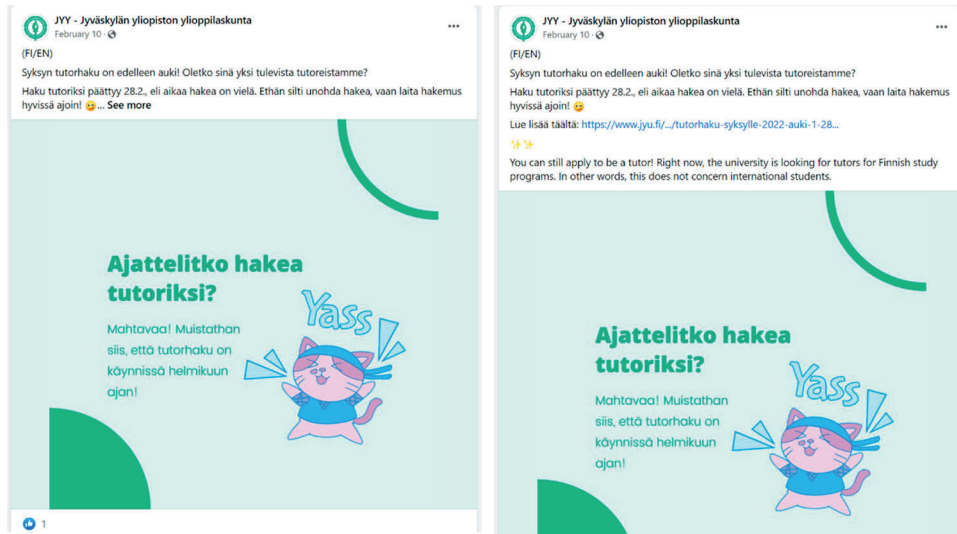 JYY - Jyväskylän yliopiston ylioppilaskunta
February 10 ·
(FI/EN)
Syksyn tutorhaku on edelleen auki! Oletko sinä yksi tulevista tutoreistamme?
Haku tutoriksi päättyy 28.2., eli aikaa hakea on vielä. Ethän silti unohda hakea, vaan laita hakemus
hyvissä ajoin! 😉... See more
Ajattelitko hakea
tutoriksi?
Mahtavaa! Muistathan
siis, että tutorhaku on
käynnissä helmikuun
ajan!
Yass
1
JYY - Jyväskylän yliopiston ylioppilaskunta
February 10 ·
(FI/EN)
Syksyn tutorhaku on edelleen auki! Oletko sinä yksi tulevista tutoreistamme?
Haku tutoriksi päättyy 28.2., eli aikaa hakea on vielä. Ethän silti unohda hakea, vaan laita hakemus
hyvissä ajoin! 😉
Lue lisää täältä: https://www.jyu.fi/.../tutorhaku-syksylle-2022-auki-1-28...
✨✨
You can still apply to be a tutor! Right now, the university is looking for tutors for Finnish study
programs. In other words, this does not concern international students.
Ajattelitko hakea
tutoriksi?
Mahtavaa! Muistathan
siis, että tutorhaku on
käynnissä helmikuun
ajan!
Yass